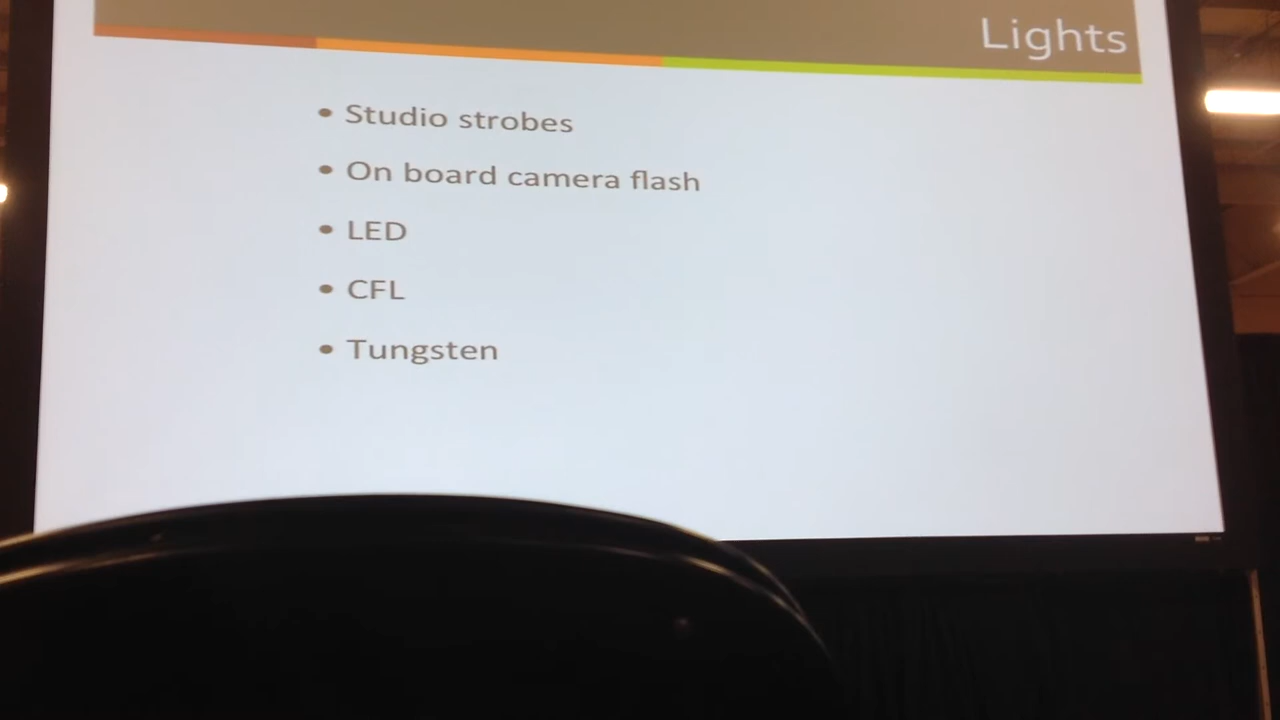 Lights
• Studio strobes
• On board camera flash
• LED
• CFL
• Tungsten